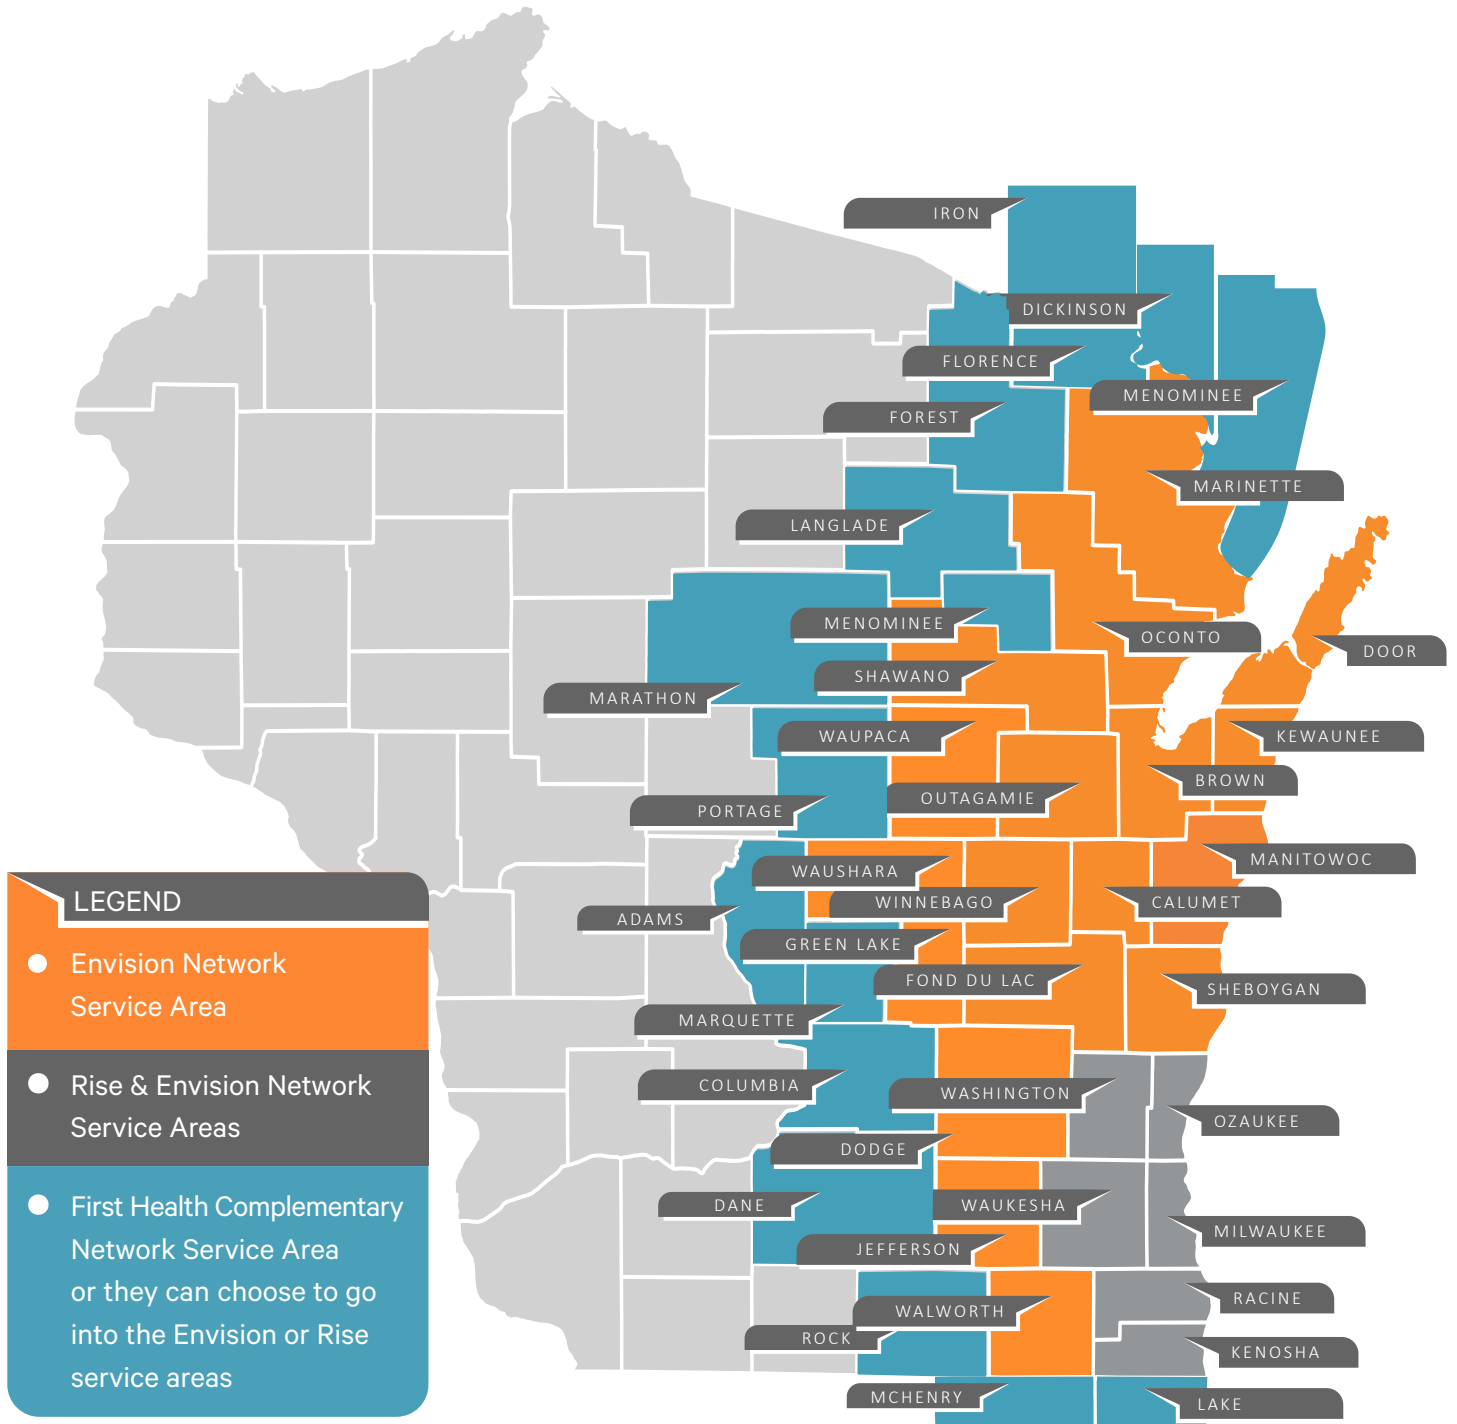 IRON
DICKINSON
FLORENCE
MENOMINEE
FOREST
MARINETTE
LANGLADE
MENOMINEE
OCONTO
DOOR
SHAWANO
MARATHON
WAUPACA
KEWAUNEE
BROWN
OUTAGAMIE
PORTAGE
MANITOWOC
WAUSHARA
WINNEBAGO
CALUMET
ADAMS
GREEN LAKE
FOND DU LAC
SHEBOYGAN
MARQUETTE
COLUMBIA
WASHINGTON
OZAUKEE
DODGE
DANE
WAUKESHA
MILWAUKEE
JEFFERSON
RACINE
WALWORTH
ROCK
KENOSHA
MCHENRY
LAKE
LEGEND
Envision Network
Service Area
Rise & Envision Network
Service Areas
First Health Complementary
Network Service Area
or they can choose to go
into the Envision or Rise
service areas